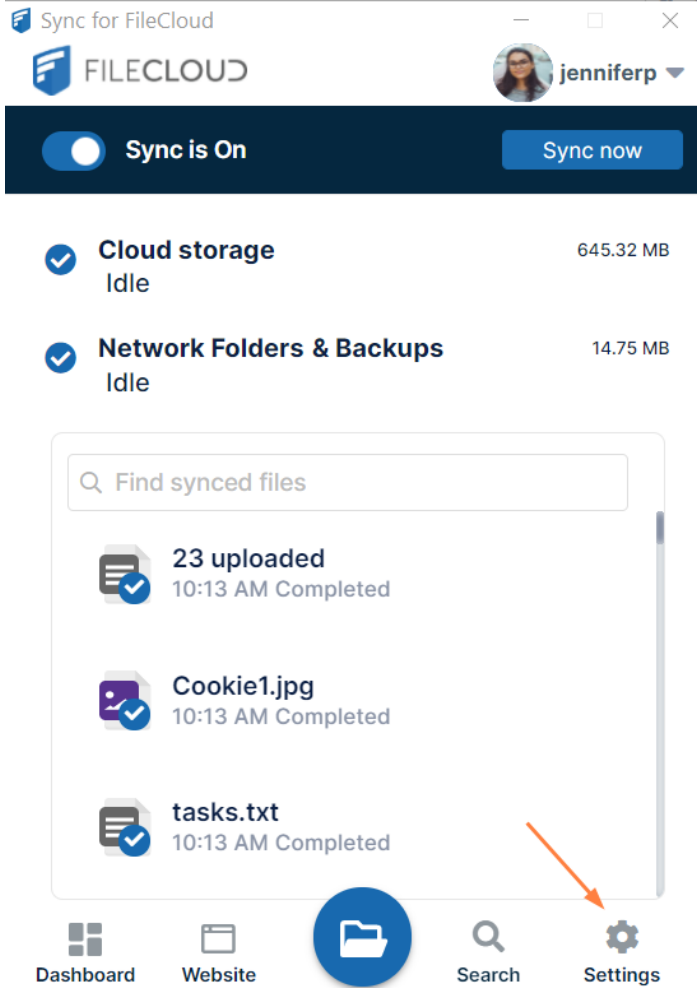 Sync for FileCloud
FILECLOUD
jenniferp
Sync is On
Sync now
Cloud storage
645.32 MB
Idle
Network Folders & Backups
14.75 MB
Idle
Find synced files
23 uploaded
10:13 AM Completed
Cookie1.jpg
10:13 AM Completed
tasks.txt
10:13 AM Completed
Dashboard
Website
Search
Settings